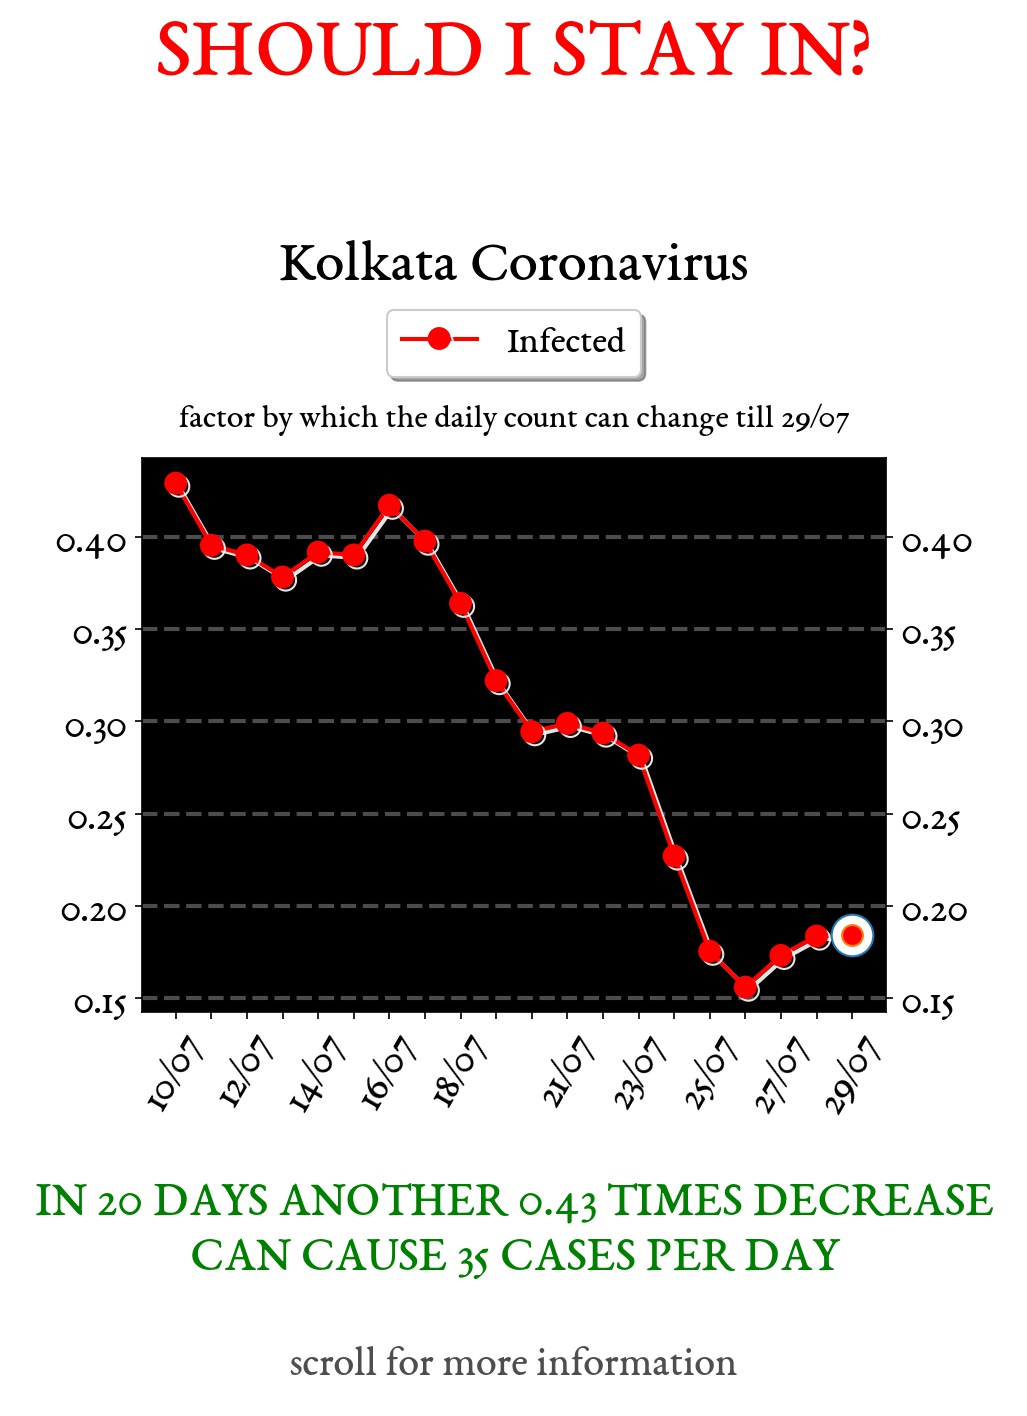 SHOULD I STAY IN?
Kolkata Coronavirus
Infected
factor by which the daily count can change till 29/07
0.40 0.40
0.35 0.35
0.30 0.30
0.25 0.25
0.20 0.20
0.15 0.15
10/07 12/07 14/07 16/07 18/07 21/07 23/07 25/07 27/07 29/07
IN 20 DAYS ANOTHER 0.43 TIMES DECREASE
CAN CAUSE 35 CASES PER DAY
scroll for more information